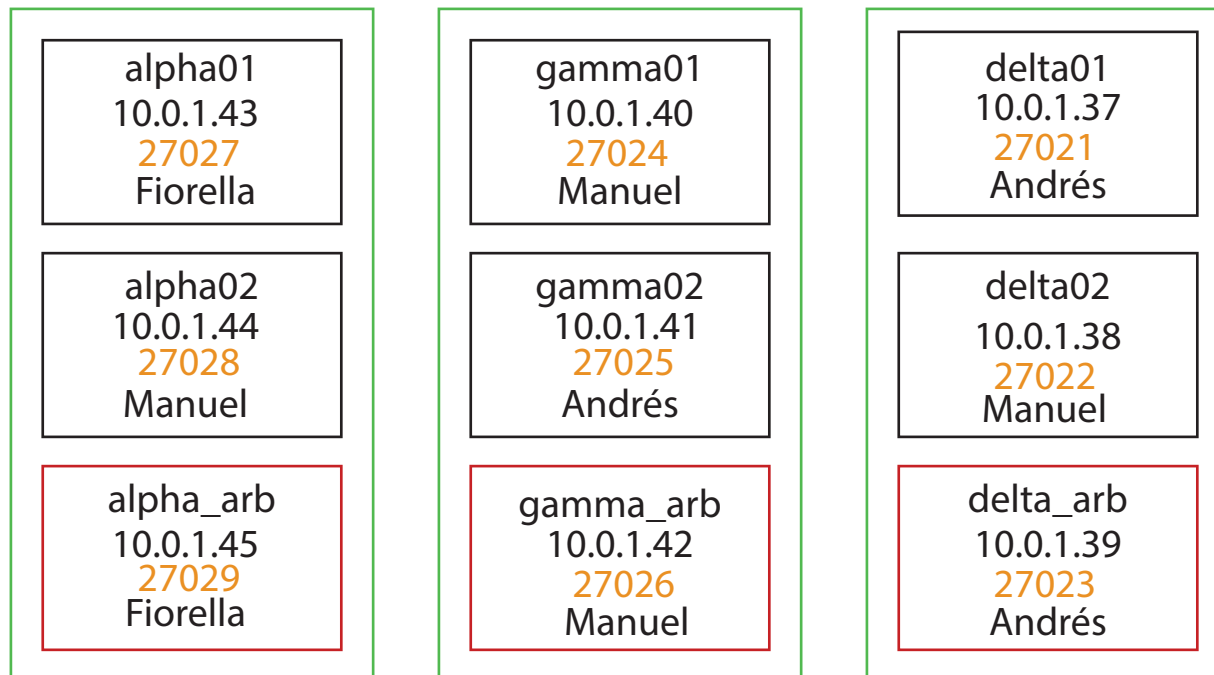 alpha01
10.0.1.43
27027
Fiorella
alpha02
10.0.1.44
27028
Manuel
alpha_arb
10.0.1.45
27029
Fiorella
gamma01
10.0.1.40
27024
Manuel
gamma02
10.0.1.41
27025
Andrés
gamma_arb
10.0.1.42
27026
Manuel
delta01
10.0.1.37
27021
Andrés
delta02
10.0.1.38
27022
Manuel
delta_arb
10.0.1.39
27023
Andrés